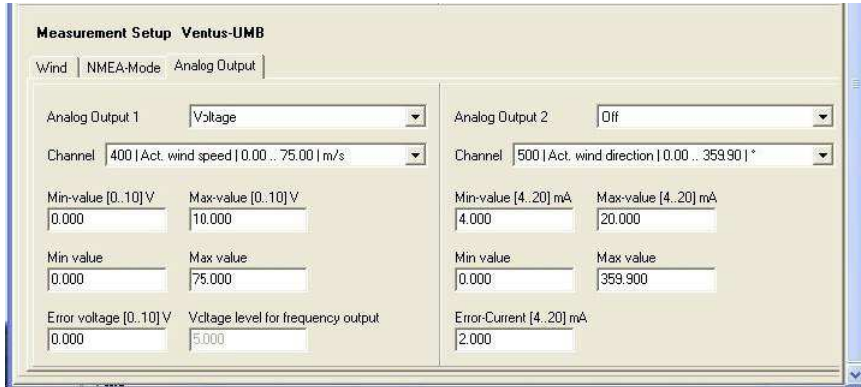 Measurement Setup Ventus-UMB
Wind NMEA-Mode Analog Output
Analog Output 1 Voltage
Channel 400 | Act. wind speed | 0.00 .. 75.00 | m/s
Min-value [0..10] V Max-value [0..10] V
0.000 10.000
Min value Max value
0.000 75.000
Error voltage [0..10] V Voltage level for frequency output
0.000 5.000
Analog Output 2 Off
Channel 500 | Act. wind direction | 0.00 .. 359.90 | °
Min-value [4..20] mA Max-value [4..20] mA
4.000 20.000
Min value Max value
0.000 359.900
Error-Current [4..20] mA
2.000